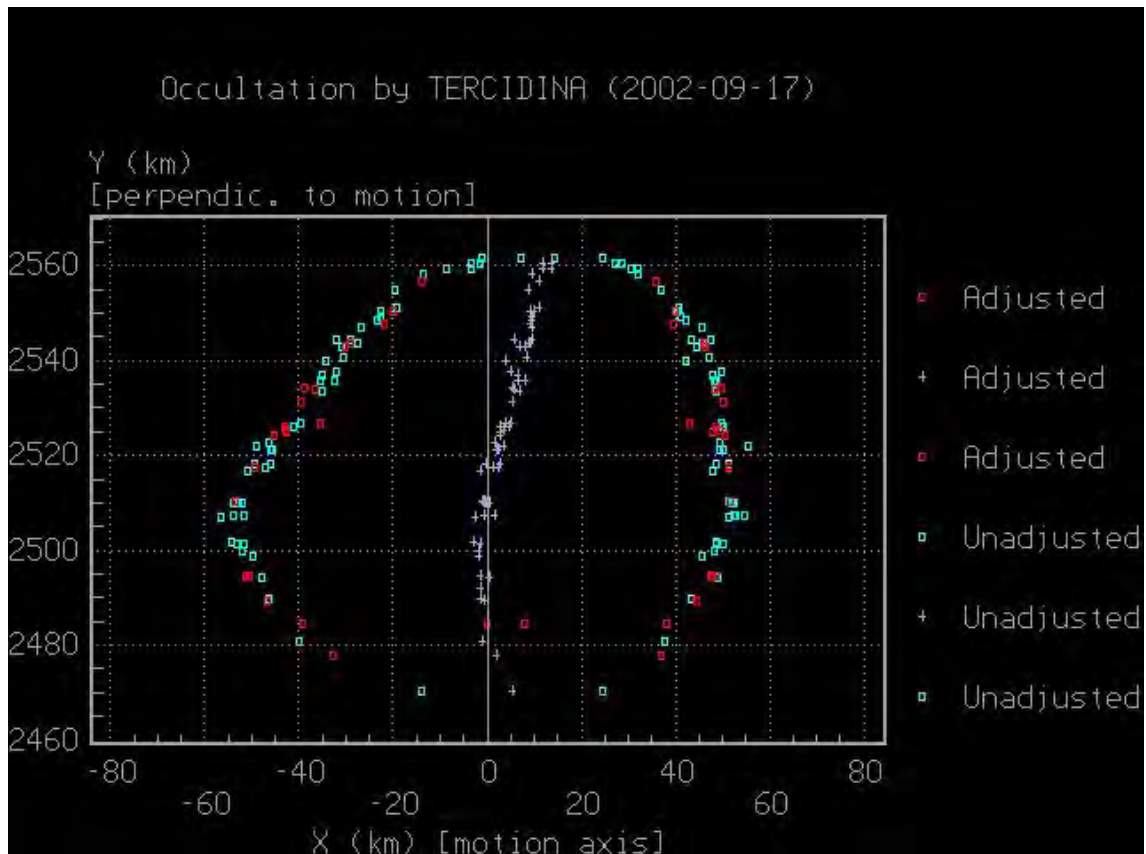 Occultation by TERCIDINA (2002-09-17)
Y (km)
[perpendic. to motion]
2560
2540
2520
2500
2480
2460
-80 -40 0 40 80
-60 -20 20 60
X (km) [motion axis]
Adjusted
Adjusted
Adjusted
Unadjusted
Unadjusted
Unadjusted